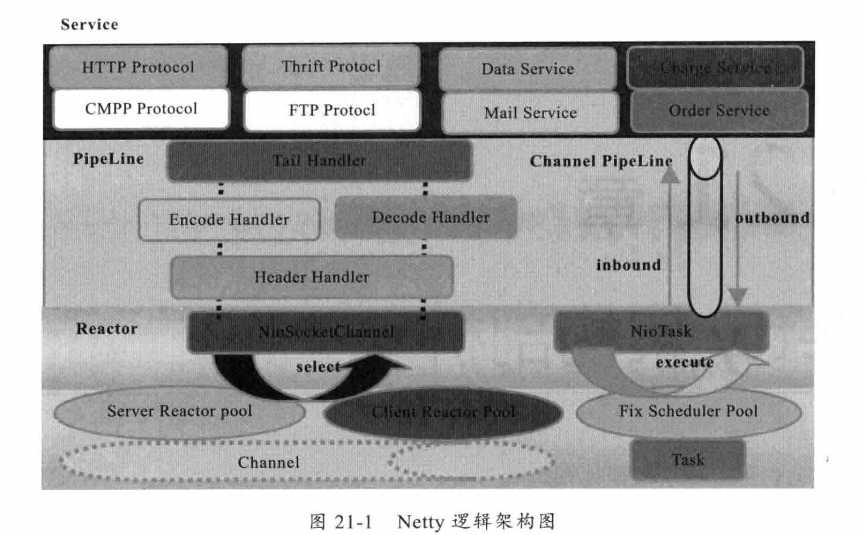 Service
HTTP Protocol
Thrift Protocl
Data Service
Charge Service
CMPP Protocol
FTP Protocl
Mail Service
Order Service
PipeLine
Tail Handler
Channel PipeLine
Encode Handler
Decode Handler
outbound
inbound
Header Handler
Reactor
NioSocketChannel
NioTask
select
execute
Server Reactor pool
Client Reactor Pool
Fix Scheduler Pool
Channel
Task
图 21-1 Netty 逻辑架构图